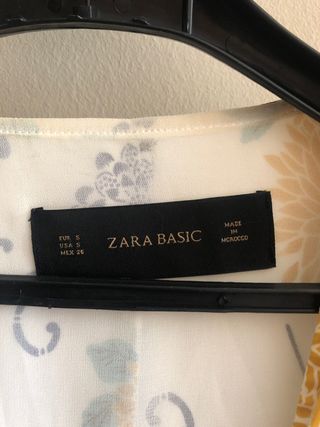 EUR S
USA S
MEX 26
ZARA BASIC
MADE
IN
MOROCCO